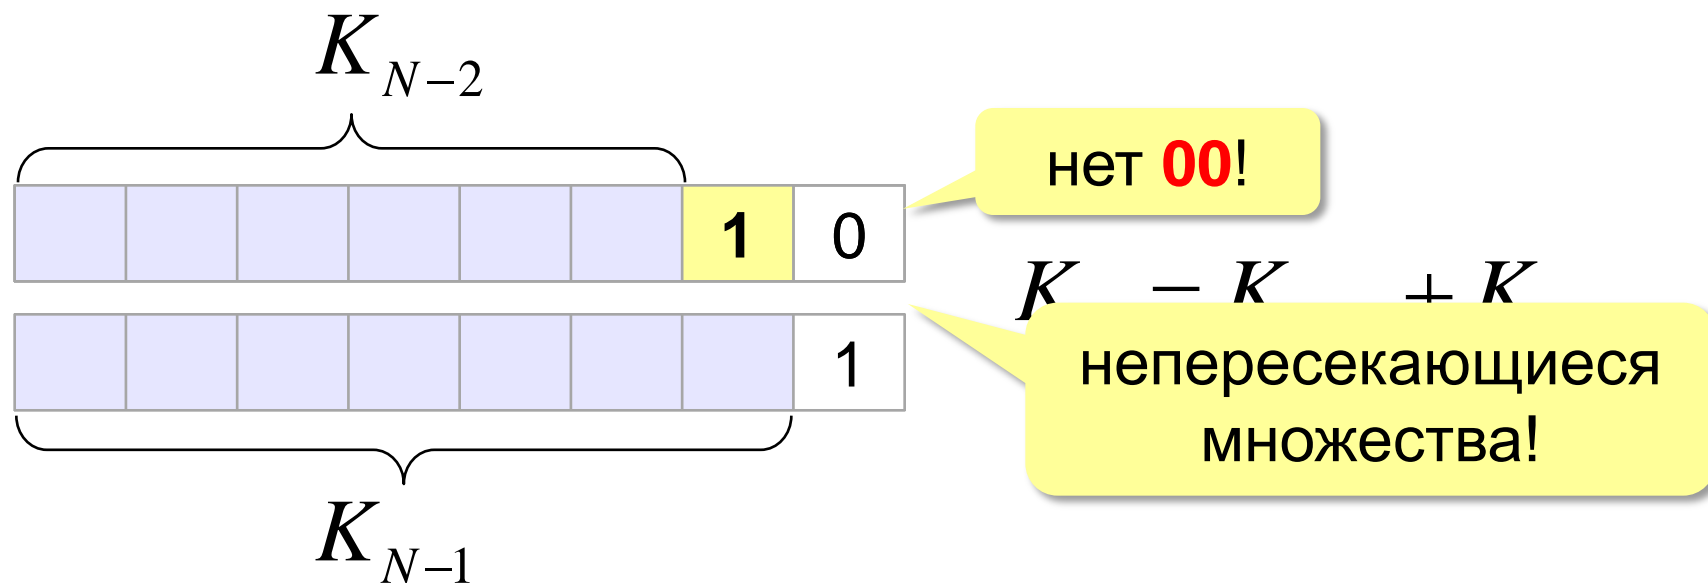 K_{N-2}
нет 00!
1 0
K = K + K
1
непересекающиеся
множества!
K_{N-1}